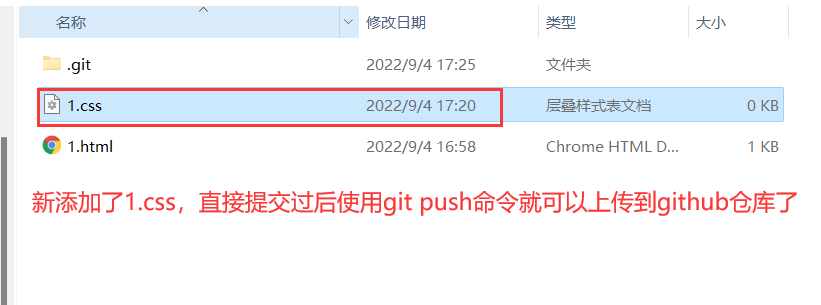 名称 修改日期 类型 大小
.git 2022/9/4 17:25 文件夹
1.css 2022/9/4 17:20 层叠样式表文档 0 KB
1.html 2022/9/4 16:58 Chrome HTML D... 1 KB
新添加了1.css，直接提交过后使用git push命令就可以上传到github仓库了